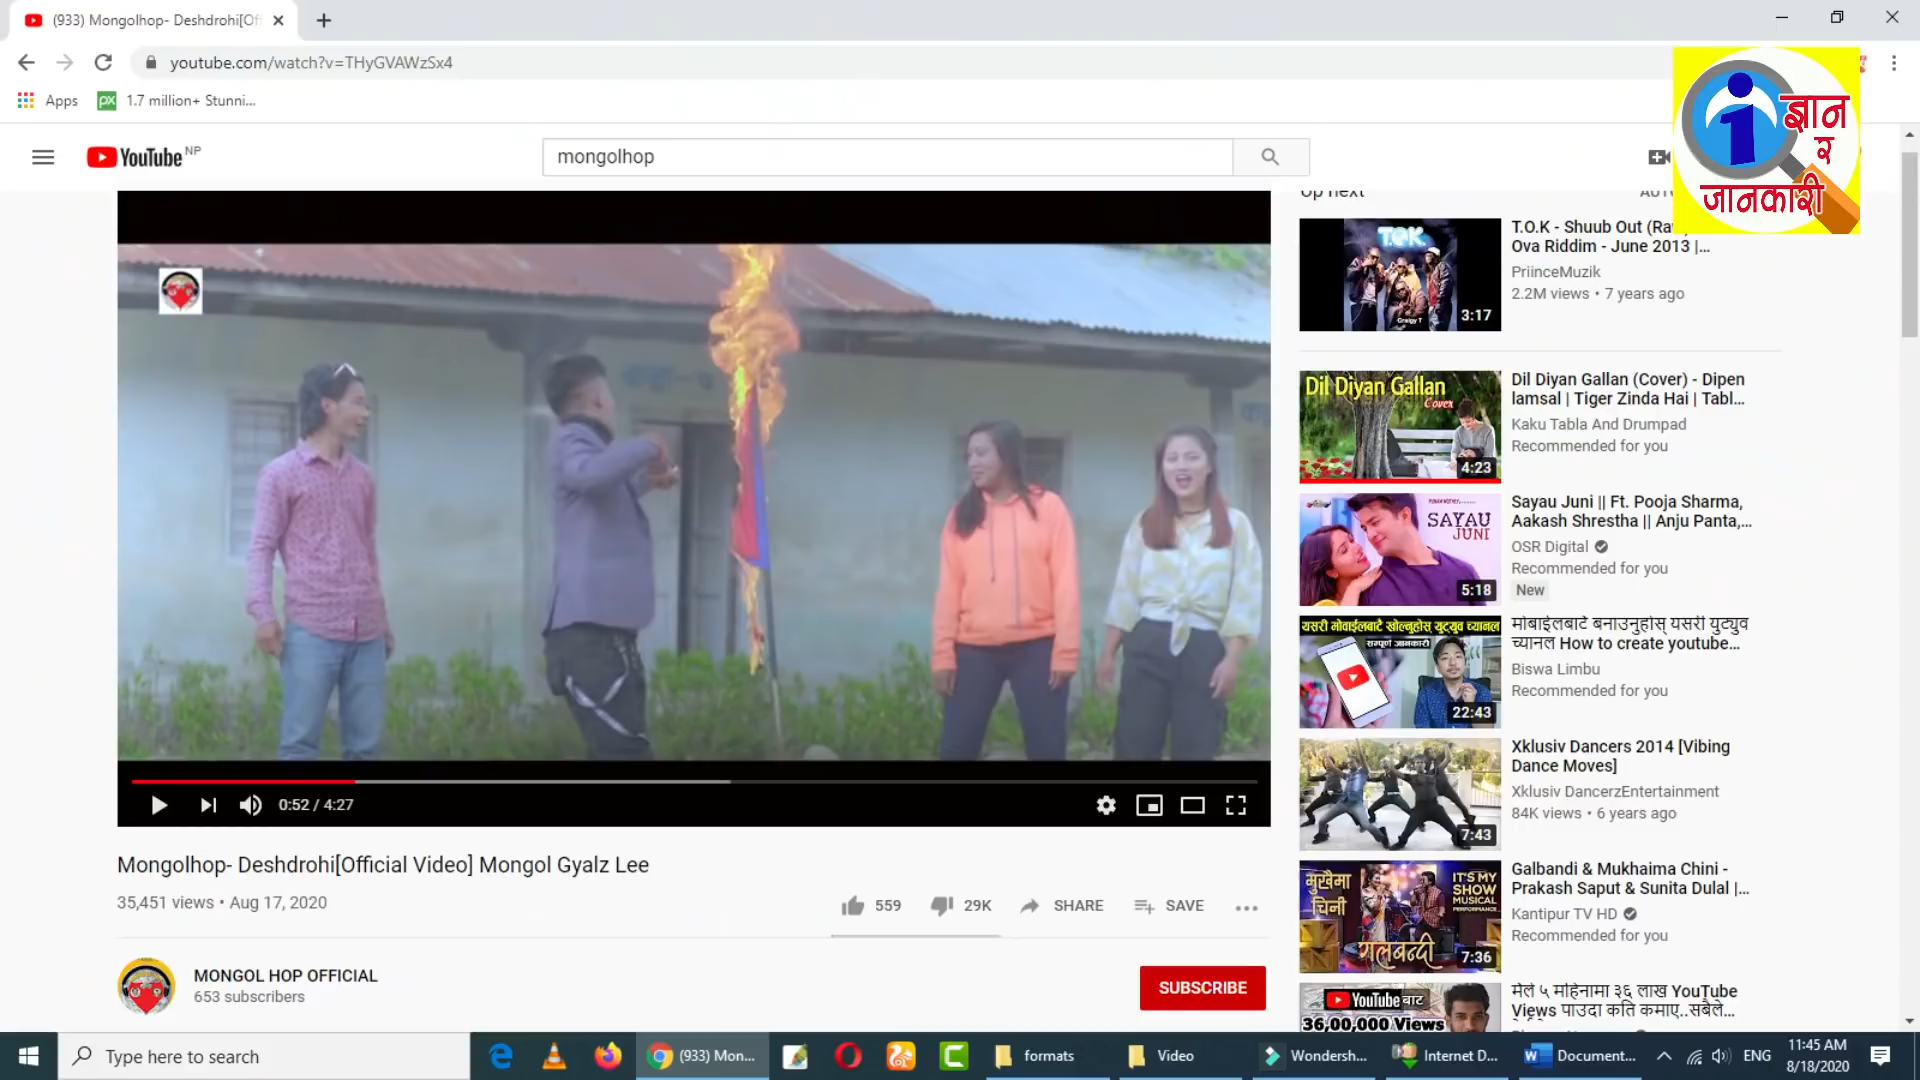 (933) Mongolhop- Deshdrohi[Of
youtube.com/watch?v=THyGVAWzSx4
Apps
1.7 million+ Stunni...
YouTube NP
mongolhop
ज्ञान
र
जानकारी
Up next
T.O.K.
3:17
T.O.K - Shuub Out (Ra
Ova Riddim - June 2013 |...
PriinceMuzik
2.2M views • 7 years ago
Dil Diyan Gallan
Cover
4:23
Dil Diyan Gallan (Cover) - Dipen
lamsal | Tiger Zinda Hai | Tabl...
Kaku Tabla And Drumpad
Recommended for you
SAYAU
JUNI
5:18
Sayau Juni || Ft. Pooja Sharma,
Aakash Shrestha || Anju Panta,...
OSR Digital
Recommended for you
New
यसरी मोवाईलबाटै खोल्नुहोस् युट्युव च्यानल
सम्पूर्ण जानकारी
22:43
मोबाईलबाटै बनाउनुहोस् यसरी युट्युव
च्यानल How to create youtube...
Biswa Limbu
Recommended for you
7:43
Xklusiv Dancers 2014 [Vibing
Dance Moves]
Xklusiv DancerzEntertainment
84K views • 6 years ago
मुखैमा
चिनी
IT'S MY
SHOW
MUSICAL
PERFORMANCE
गलबन्दी
7:36
Galbandi & Mukhaima Chini -
Prakash Saput & Sunita Dulal |...
Kantipur TV HD
Recommended for you
YouTube बाट
36,00,000 Views
मैले ५ महिनामा ३६ लाख YouTube
Views पाउदा कति कमाए..सबैले...
0:52 / 4:27
Mongolhop- Deshdrohi[Official Video] Mongol Gyalz Lee
35,451 views • Aug 17, 2020
559
29K
SHARE
SAVE
MONGOL HOP OFFICIAL
653 subscribers
SUBSCRIBE
Type here to search
(933) Mon...
formats
Video
Wondersh...
Internet D...
Document...
ENG
11:45 AM
8/18/2020